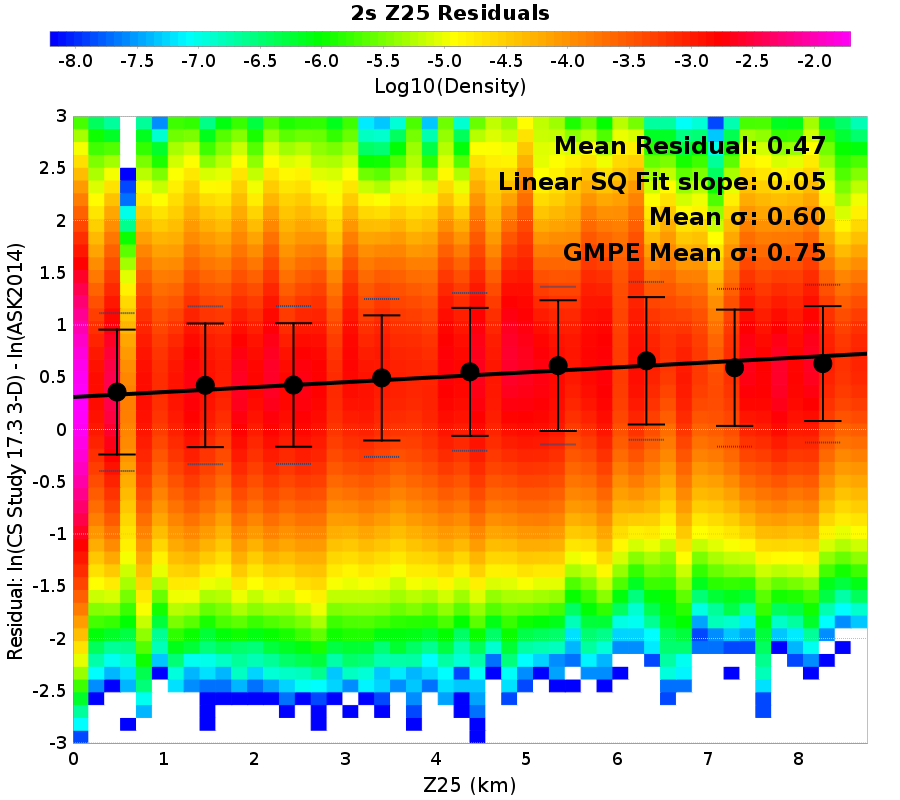 2s Z25 Residuals
-8.0 -7.5 -7.0 -6.5 -6.0 -5.5 -5.0 -4.5 -4.0 -3.5 -3.0 -2.5 -2.0
Log10(Density)
Mean Residual: 0.47
Linear SQ Fit slope: 0.05
Mean σ: 0.60
GMPE Mean σ: 0.75
Residual: ln(CS Study 17.3 3-D) - ln(ASK2014)
3
2.5
2
1.5
1
0.5
0
-0.5
-1
-1.5
-2
-2.5
-3
0 1 2 3 4 5 6 7 8
Z25 (km)